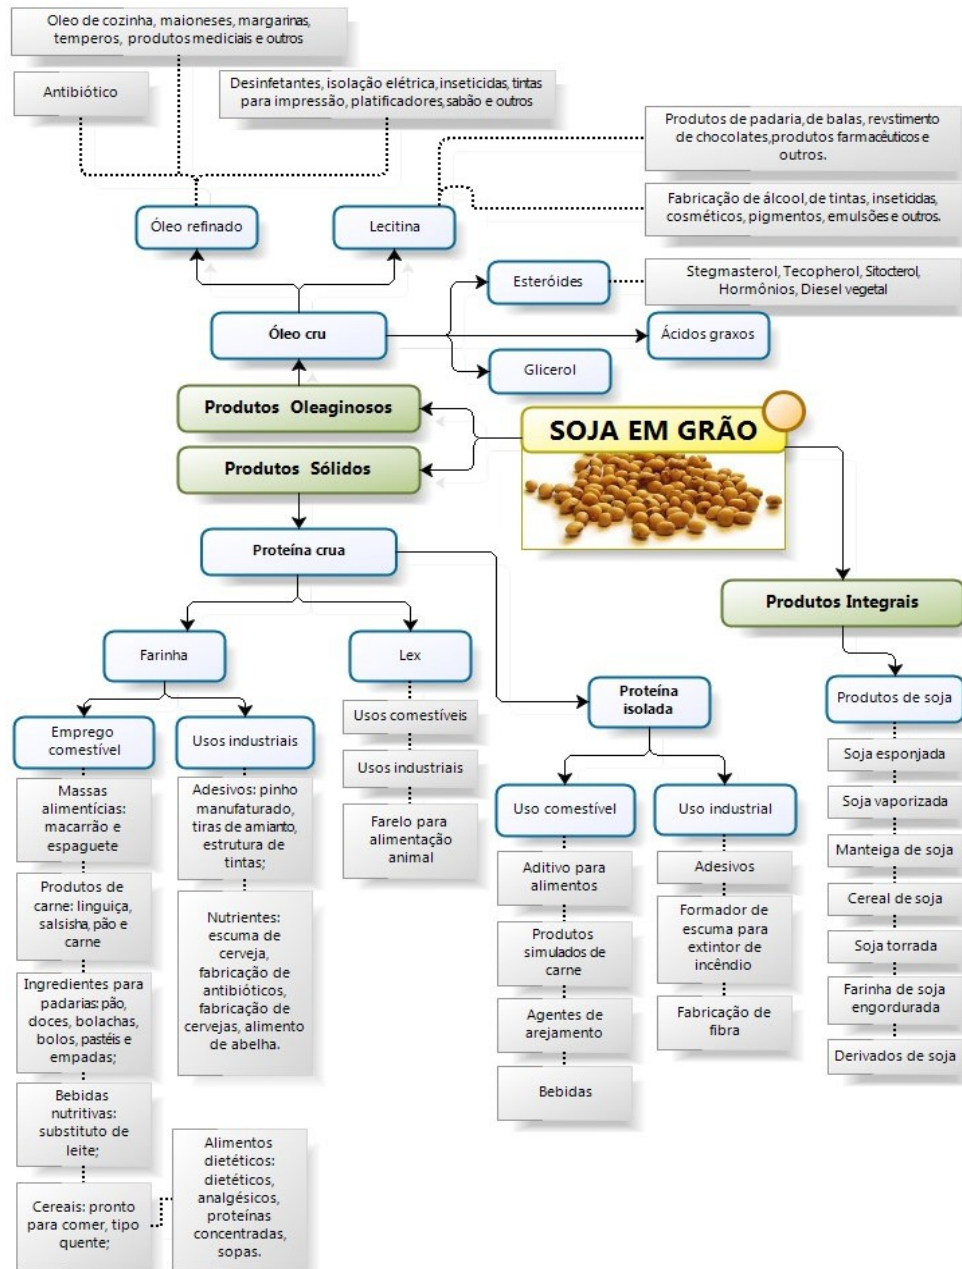 Oleo de cozinha, maioneses, margarinas,
temperos, produtos mediciais e outros
Antibiótico
Desinfetantes, isolação elétrica, inseticidas, tintas
para impressão, platificadores, sabão e outros
Produtos de padaria, de balas, revstimento
de chocolates,produtos farmacêuticos e
outros.
Fabricação de álcool, de tintas, inseticidas,
cosméticos, pigmentos, emulsões e outros.
Óleo refinado
Lecitina
Esteróides
Stegmasterol, Tecopherol, Sitocterol,
Hormônios, Diesel vegetal
Óleo cru
Ácidos graxos
Glicerol
Produtos Oleaginosos
SOJA EM GRÃO
Produtos Sólidos
Proteína crua
Produtos Integrais
Farinha
Lex
Proteína
isolada
Produtos de soja
Emprego
comestível
Usos industriais
Usos comestíveis
Usos industriais
Farelo para
alimentação
animal
Massas
alimentícias:
macarrão e
espaguete
Produtos de
carne: linguiça,
salsisha, pão e
carne
Ingredientes para
padarias: pão,
doces, bolachas,
bolos, pastéis e
empadas;
Bebidas
nutritivas:
substituto de
leite;
Cereais: pronto
para comer, tipo
quente;
Adesivos: pinho
manufaturado,
tiras de amianto,
estrutura de
tintas;
Nutrientes:
escuma de
cerveja,
fabricação de
antibióticos,
fabricação de
cervejas, alimento
de abelha.
Alimentos
dietéticos:
dietéticos,
analgésicos,
proteínas
concentradas,
sopas.
Uso comestível
Uso industrial
Aditivo para
alimentos
Produtos
simulados de
carne
Agentes de
arejamento
Bebidas
Adesivos
Formador de
escuma para
extintor de
incêndio
Fabricação de
fibra
Soja esponjada
Soja vaporizada
Manteiga de soja
Cereal de soja
Soja torrada
Farinha de soja
engordurada
Derivados de soja